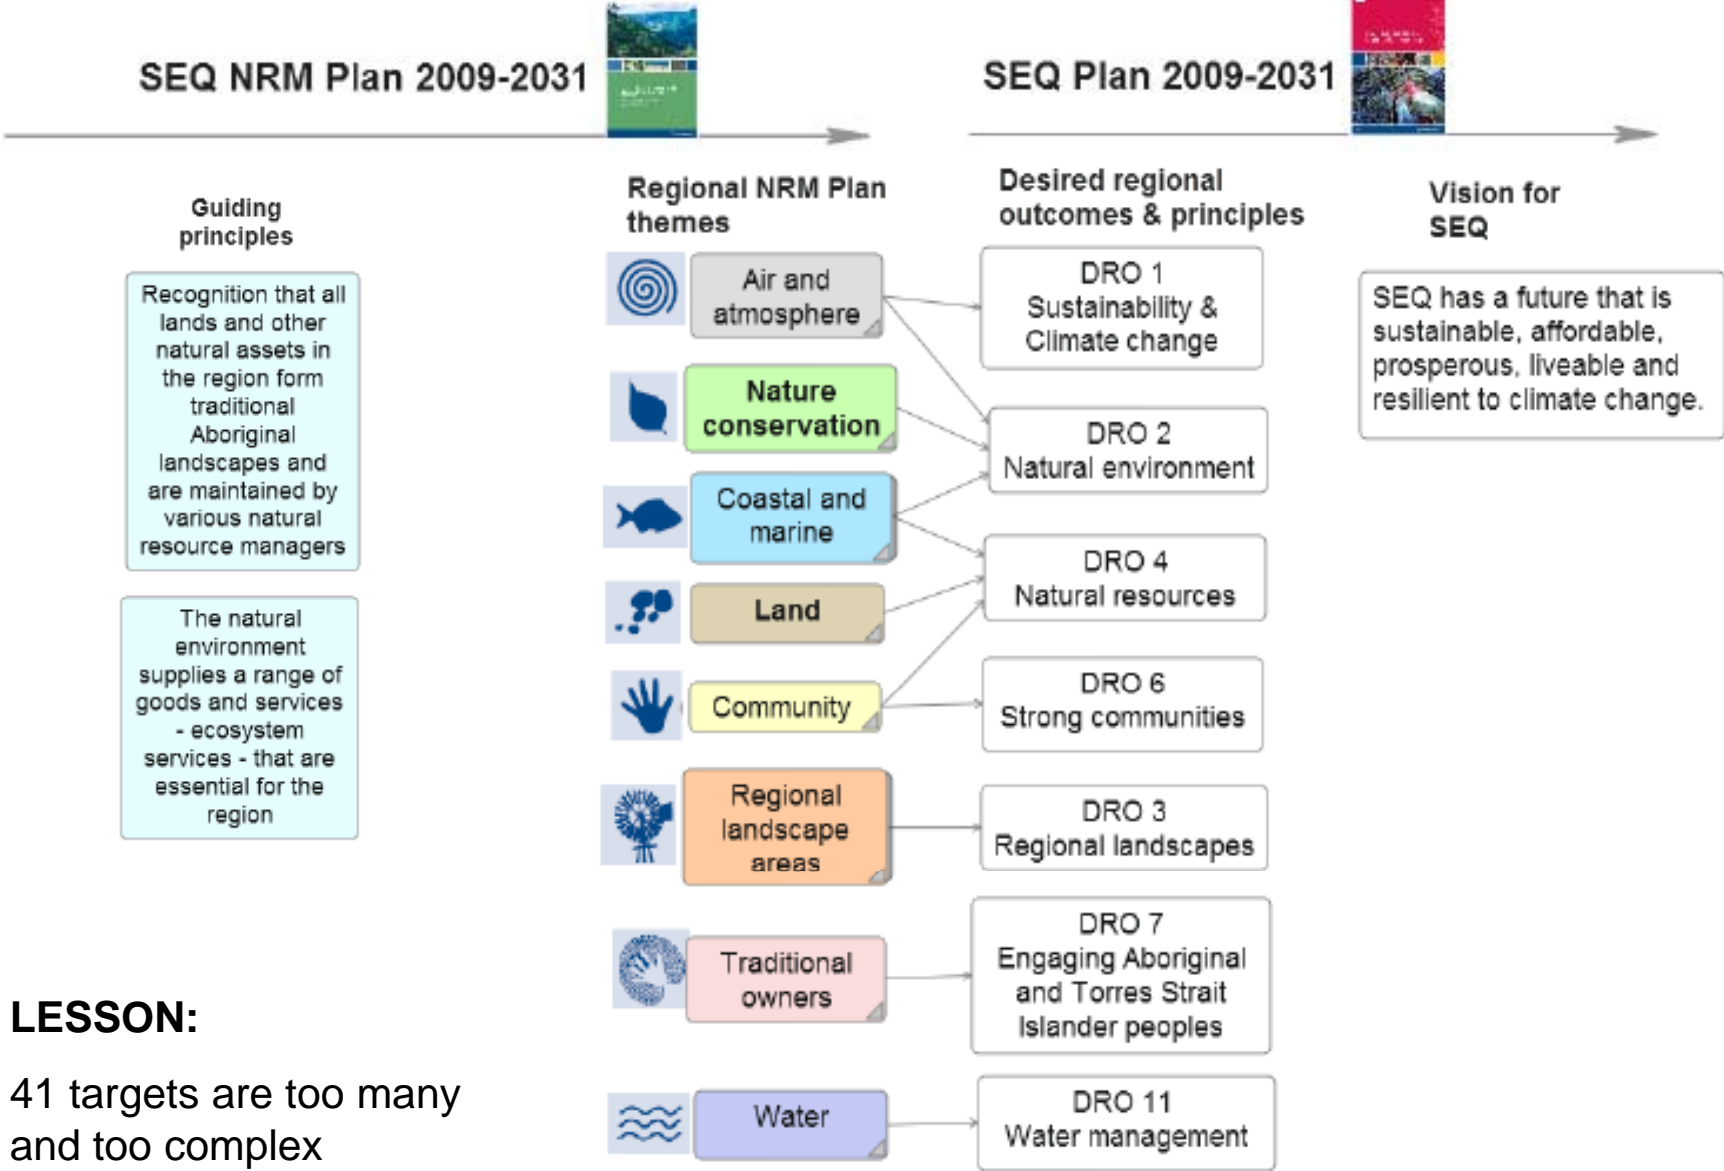 SEQ NRM Plan 2009-2031
SEQ Plan 2009-2031
Guiding
principles
Recognition that all
lands and other
natural assets in
the region form
traditional
Aboriginal
landscapes and
are maintained by
various natural
resource managers
The natural
environment
supplies a range of
goods and services
- ecosystem
services - that are
essential for the
region
LESSON:
41 targets are too many
and too complex
Regional NRM Plan
themes
Air and
atmosphere
Nature
conservation
Coastal and
marine
Land
Community
Regional
landscape
areas
Traditional
owners
Water
Desired regional
outcomes & principles
DRO 1
Sustainability &
Climate change
DRO 2
Natural environment
DRO 4
Natural resources
DRO 6
Strong communities
DRO 3
Regional landscapes
DRO 7
Engaging Aboriginal
and Torres Strait
Islander peoples
DRO 11
Water management
Vision for
SEQ
SEQ has a future that is
sustainable, affordable,
prosperous, liveable and
resilient to climate change.